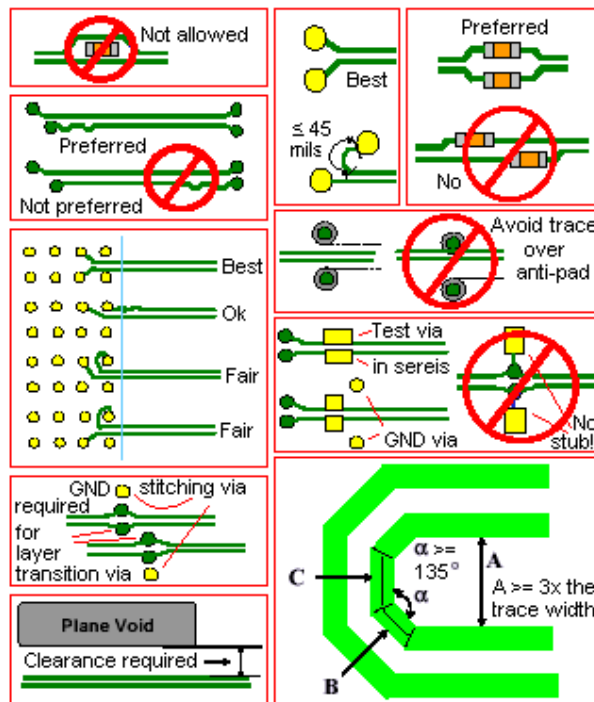 Not allowed
Preferred
Not preferred
Best
≤ 45
mils
Preferred
No
Avoid trace
over
anti-pad
Best
Ok
Fair
Fair
Test via
in sereis
GND via
No
stub!
GND
stitching via
required
for
layer
transition via
Plane Void
Clearance required
α >=
135°
α
A
A >= 3x the
trace width
C
B